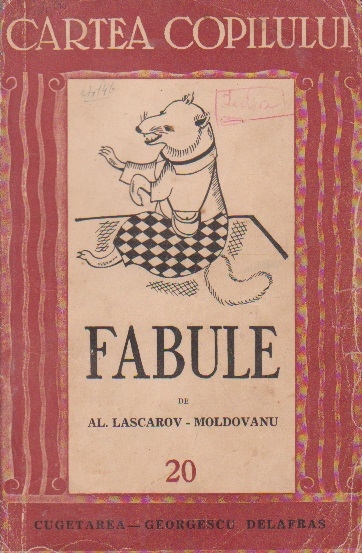 CARTEA COPILULUI
FABULE
DE
AL. LASCAROV - MOLDOVANU
20
CUGETAREA — GEORGESCU DELAFRAS